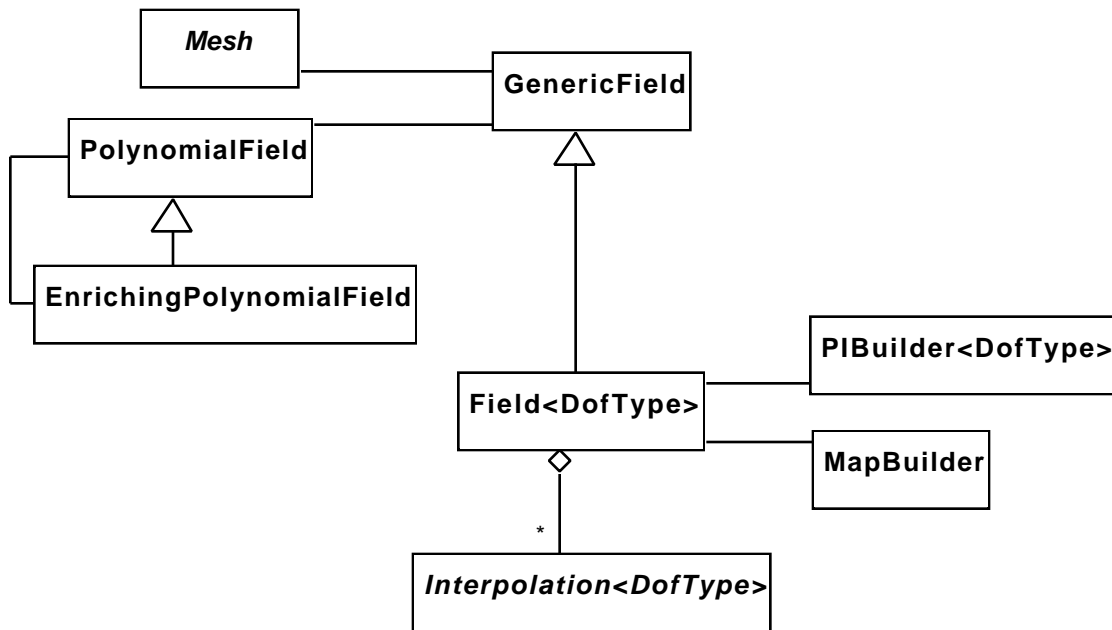 Mesh
GenericField
PolynomialField
EnrichingPolynomialField
PIBuilder<DofType>
Field<DofType>
MapBuilder
*
Interpolation<DofType>